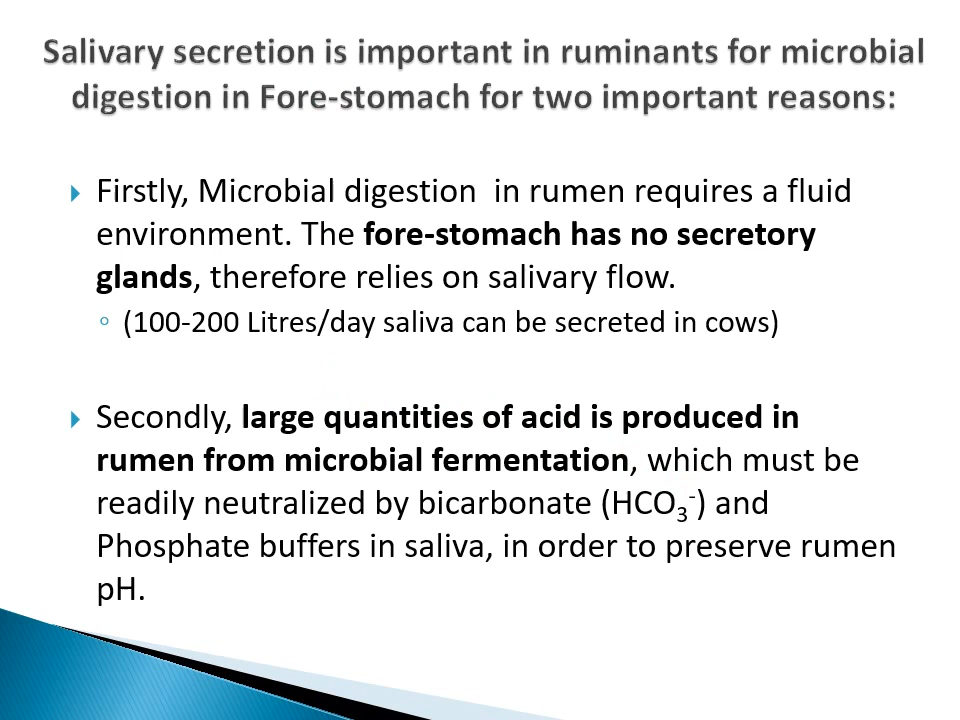 Salivary secretion is important in ruminants for microbial
digestion in Fore-stomach for two important reasons:
Firstly, Microbial digestion  in rumen requires a fluid
environment. The fore-stomach has no secretory
glands, therefore relies on salivary flow.
(100-200 Litres/day saliva can be secreted in cows)
Secondly, large quantities of acid is produced in
rumen from microbial fermentation, which must be
readily neutralized by bicarbonate (HCO₃⁻) and
Phosphate buffers in saliva, in order to preserve rumen
pH.